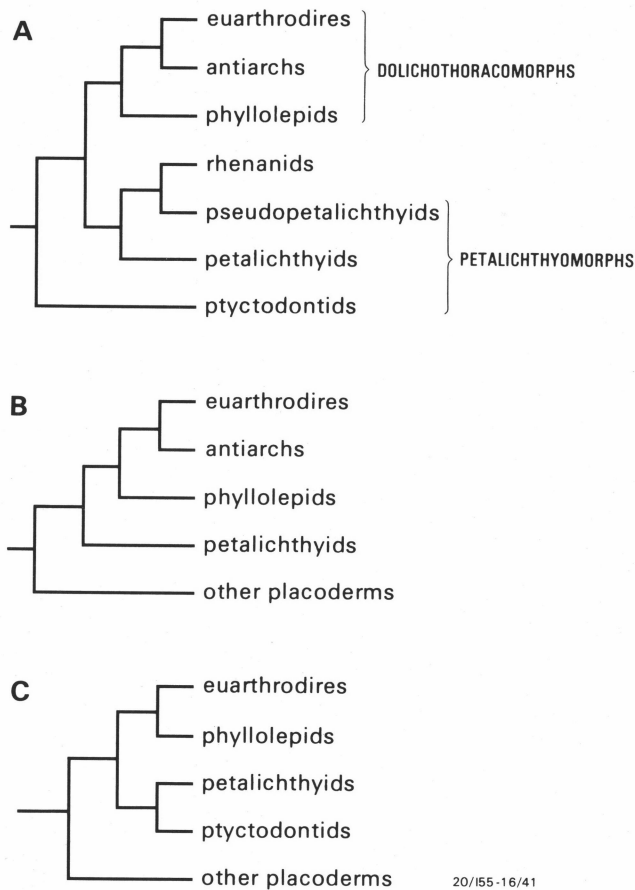 A
euarthrodires
antiarchs
DOLICHOTHORACOMORPHS
phyllolepids
rhenanids
pseudopetalichthyids
petalichthyids
PETALICHTHYOMORPHS
ptyctodontids
B
euarthrodires
antiarchs
phyllolepids
petalichthyids
other placoderms
C
euarthrodires
phyllolepids
petalichthyids
ptyctodontids
other placoderms
20/I55-16/41